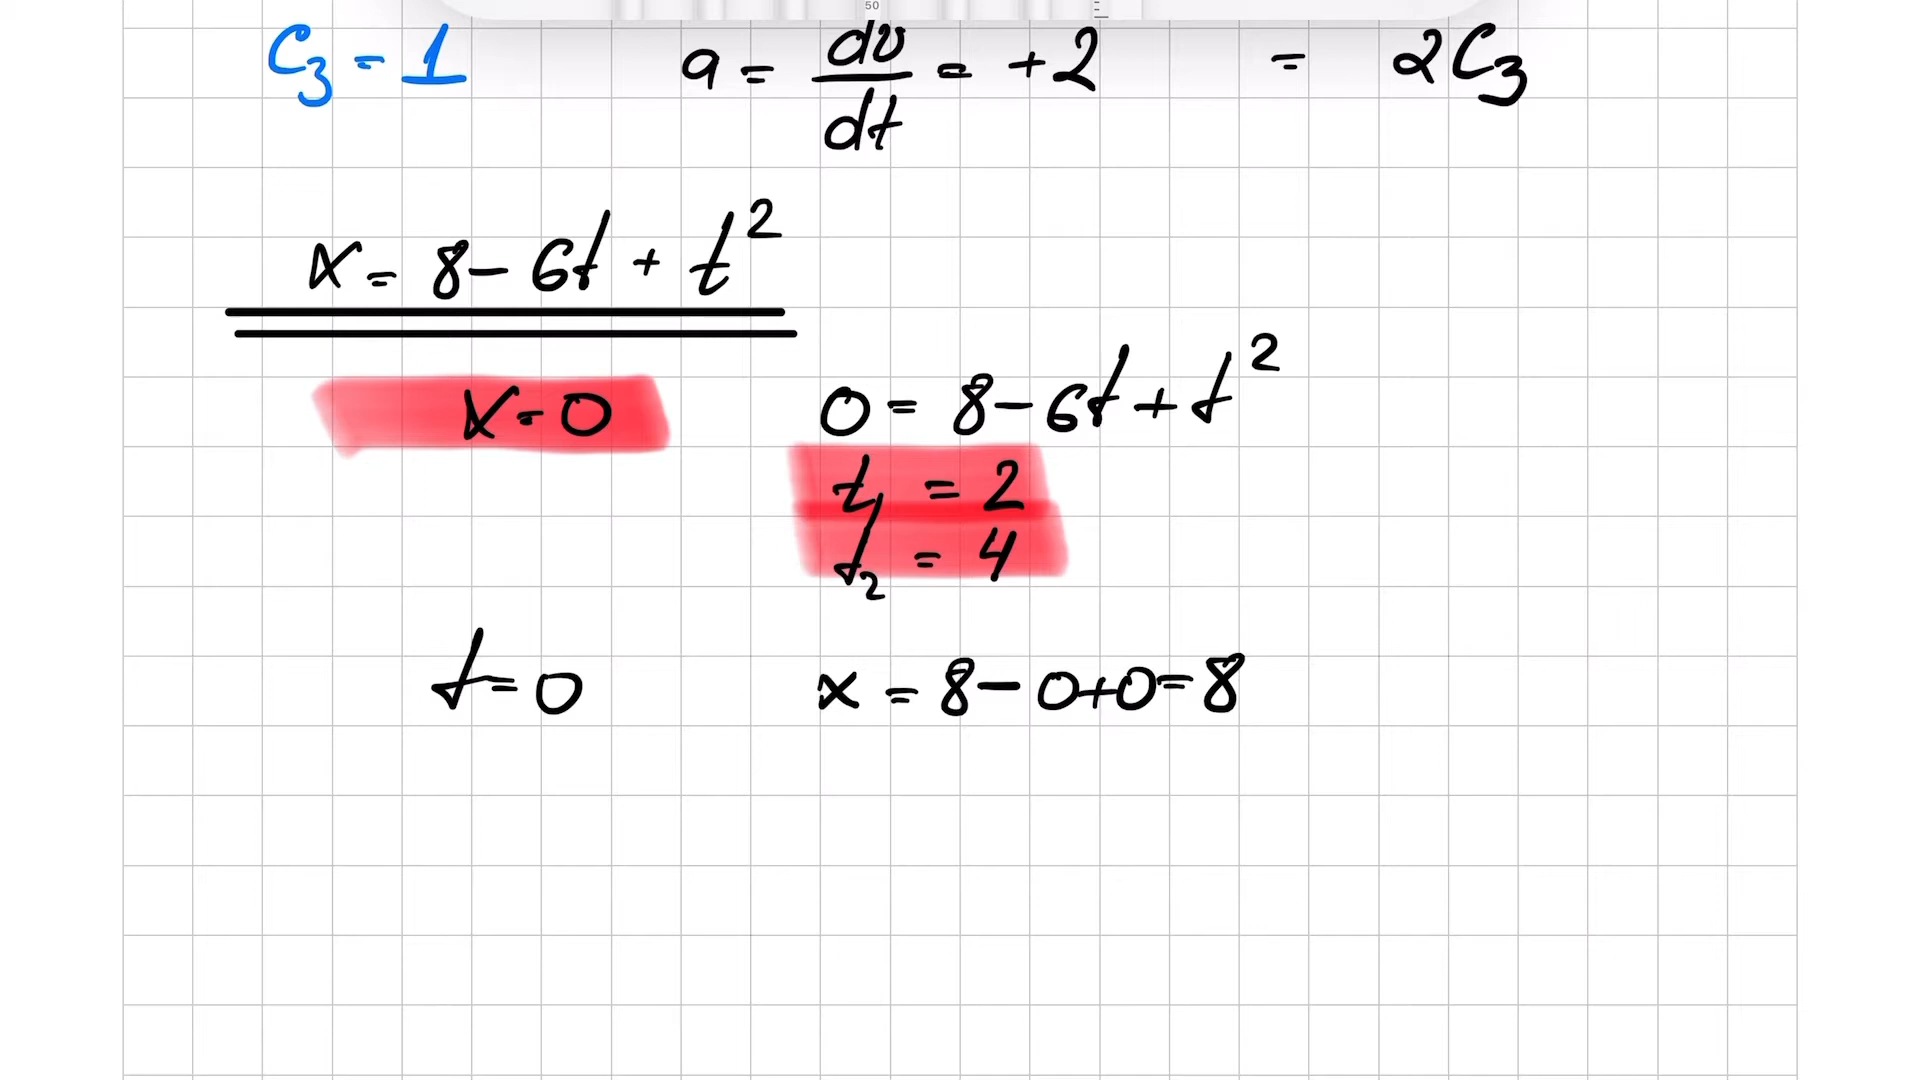 50
C₃ = 1 a = dv/dt = +2 = 2C₃
x = 8 - 6t + t²
x = 0 0 = 8 - 6t + t²
t₁ = 2
t₂ = 4
t = 0 x = 8 - 0 + 0 = 8